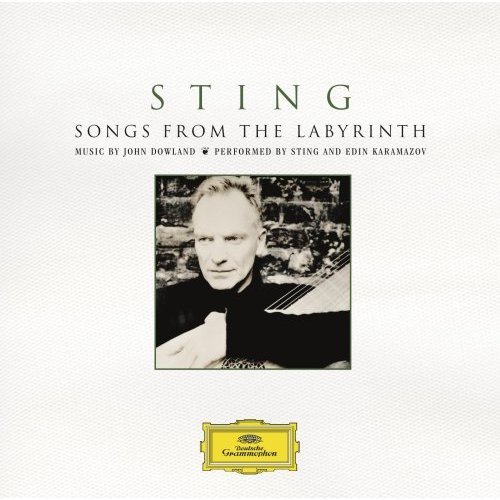 STING
SONGS FROM THE LABYRINTH
MUSIC BY JOHN DOWLAND ❦ PERFORMED BY STING AND EDIN KARAMAZOV
Deutsche
Grammophon